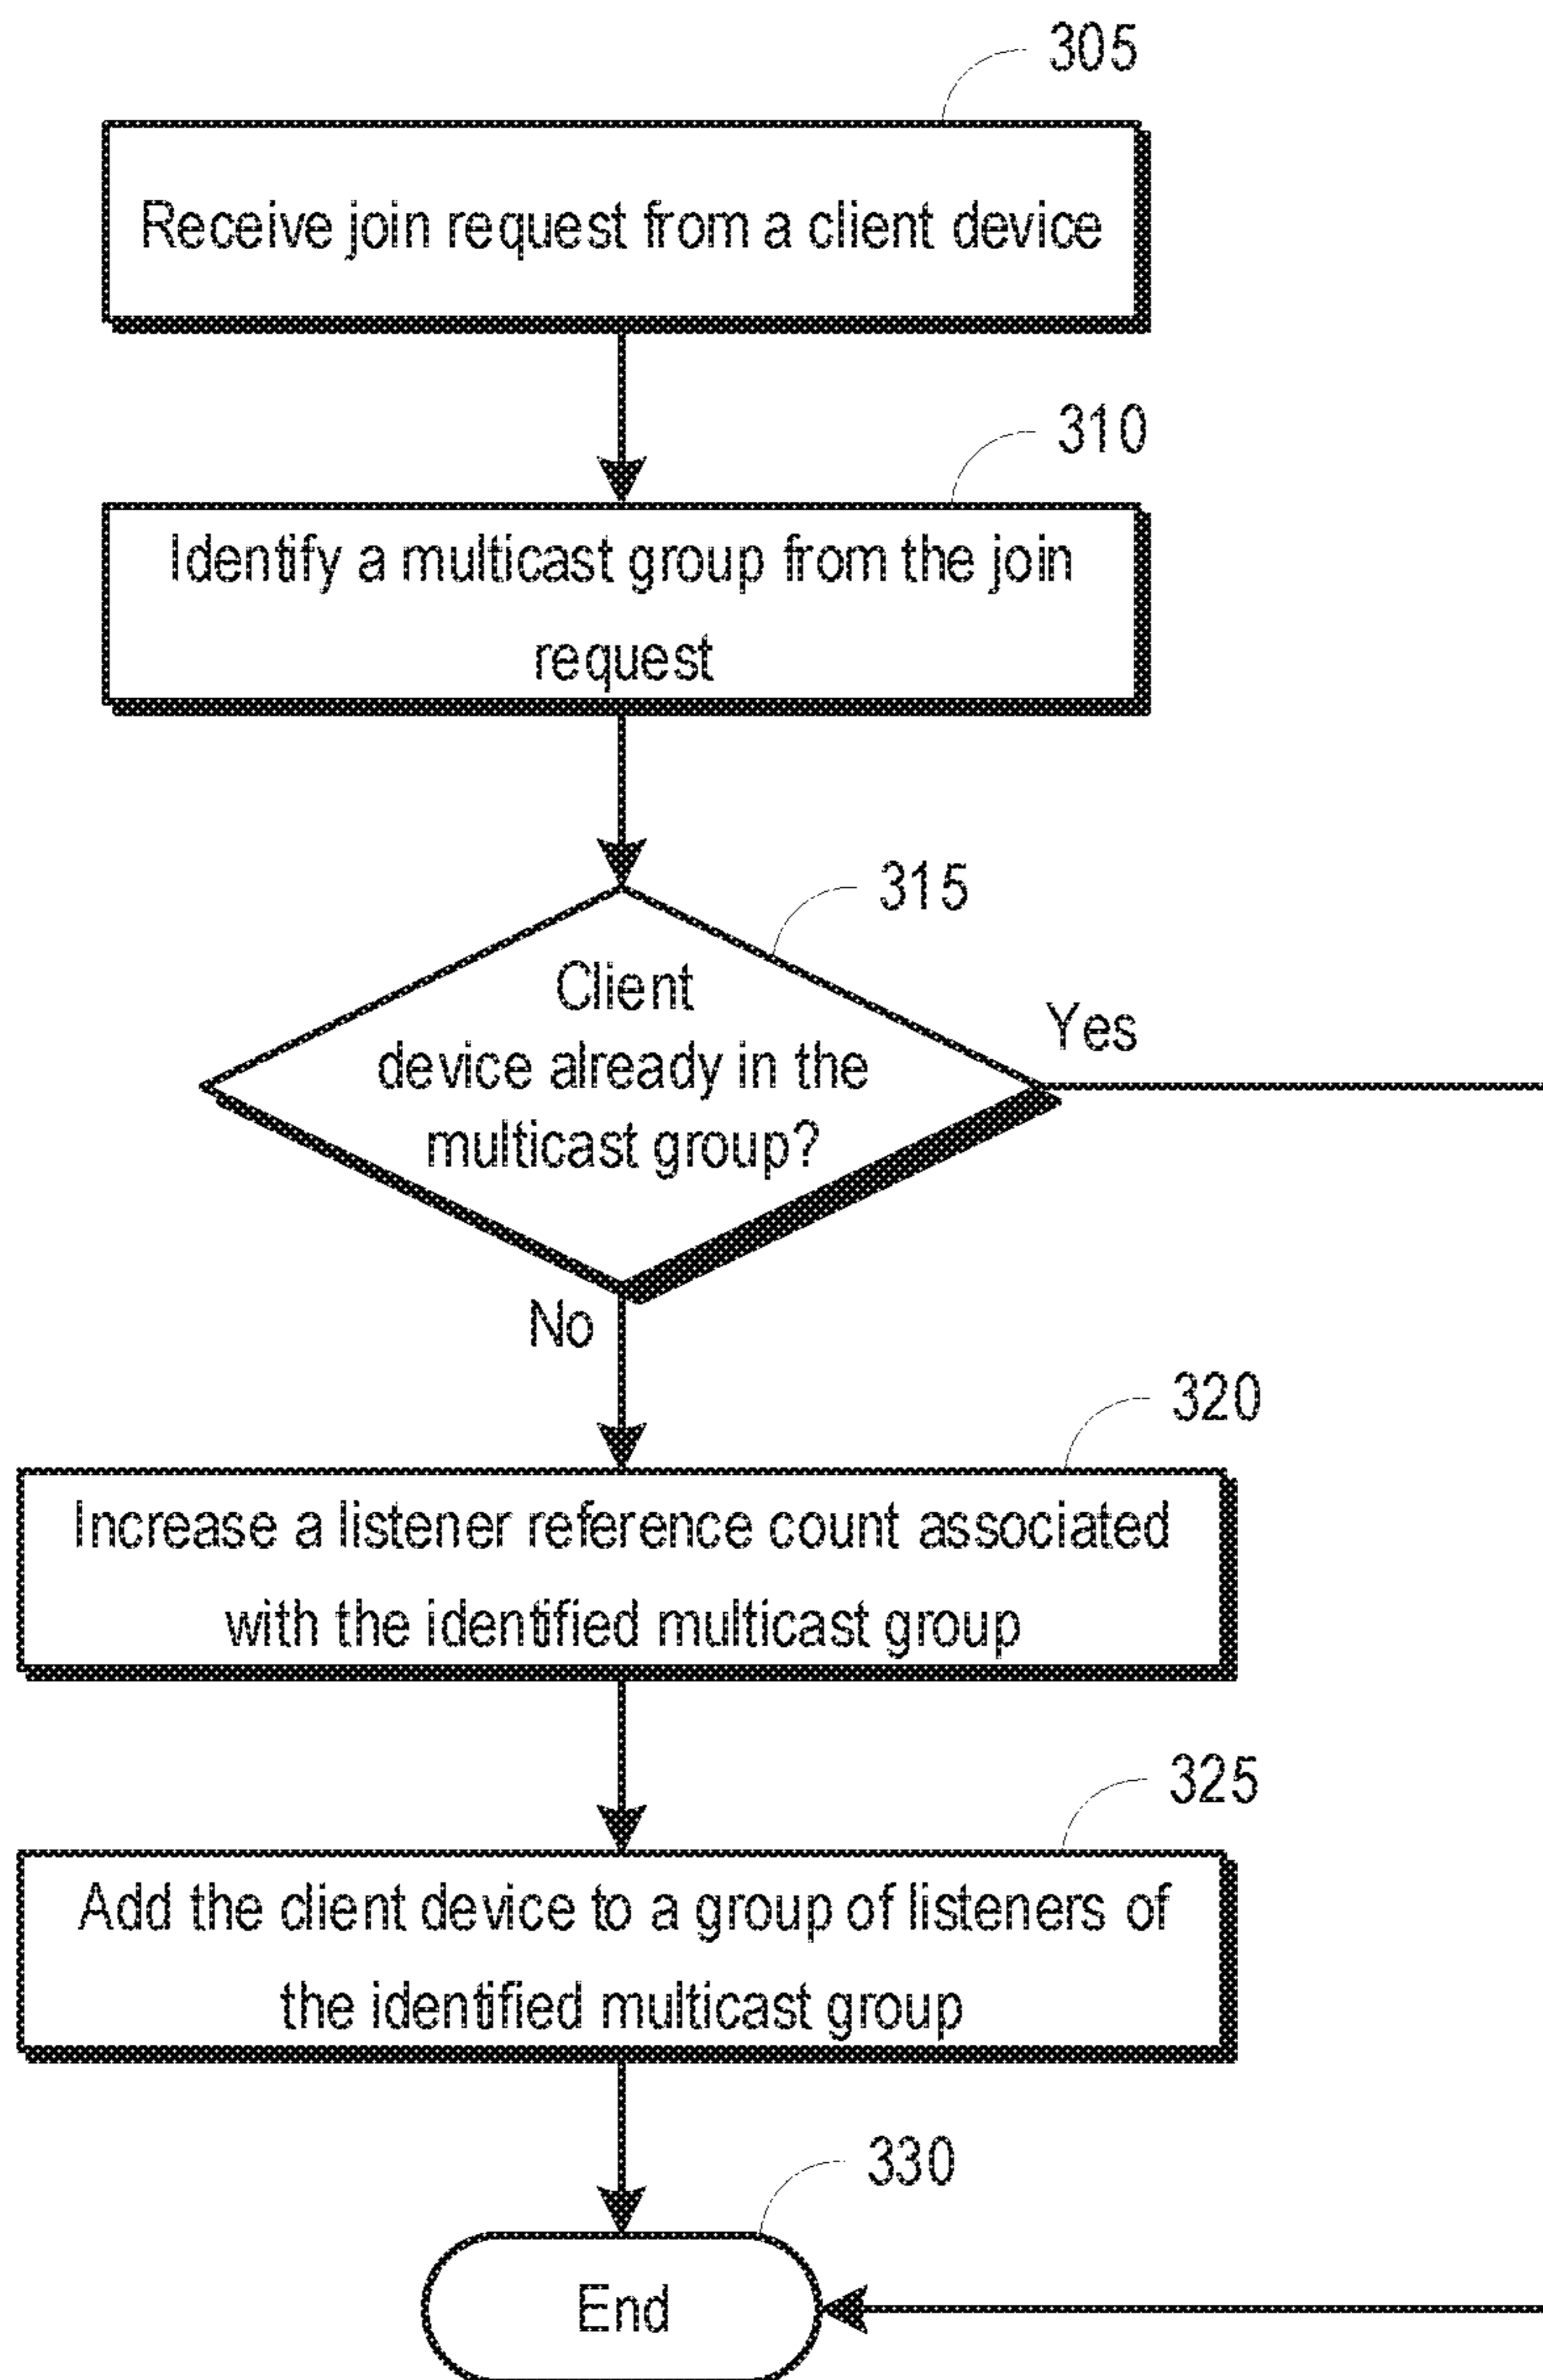 305
Receive join request from a client device
310
Identify a multicast group from the join
request
315
Client
device already in the
multicast group?
Yes
No
320
Increase a listener reference count associated
with the identified multicast group
325
Add the client device to a group of listeners of
the identified multicast group
330
End